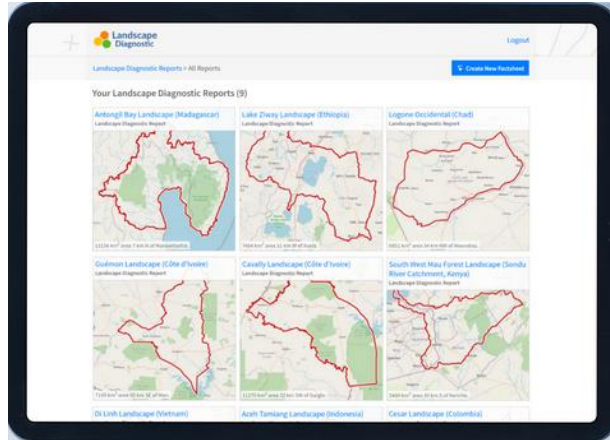 Landscape
Diagnostic
Logout
Landscape Diagnostic Reports > All Reports
Create New Factsheet
Your Landscape Diagnostic Reports (9)
Antongil Bay Landscape (Madagascar)
Landscape Diagnostic Report
Lake Ziway Landscape (Ethiopia)
Landscape Diagnostic Report
Logone Occidental (Chad)
Landscape Diagnostic Report
Guémon Landscape (Côte d'Ivoire)
Landscape Diagnostic Report
Cavally Landscape (Côte d'Ivoire)
Landscape Diagnostic Report
South West Mau Forest Landscape (Sondu
River Catchment, Kenya)
Landscape Diagnostic Report
Di Linh Landscape (Vietnam)
Aceh Tamiang Landscape (Indonesia)
Cesar Landscape (Colombia)